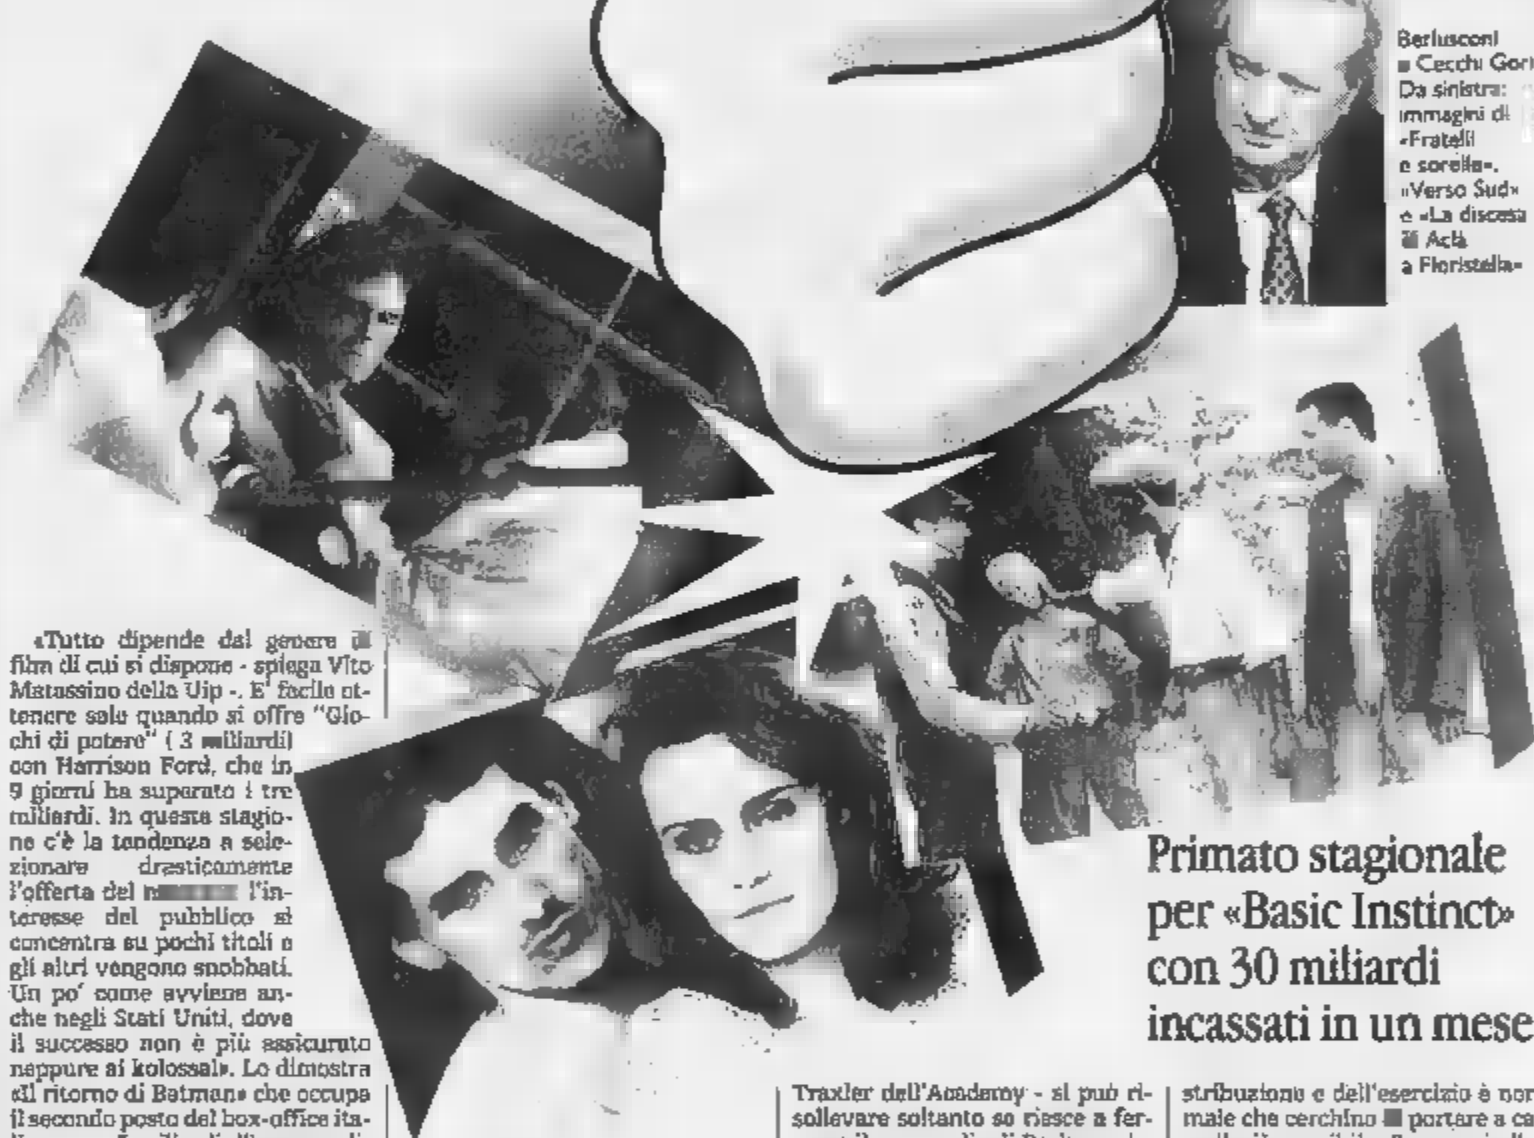 Berlusconi
Cecchi Gori
Da sinistra:
immagini di
«Fratelli
e sorelle»,
«Verso Sud»
e «La discesa
di Aclà
a Floristella»
«Tutto dipende dal genere di
film di cui si dispone - spiega Vito
Matassino della Uip -. E' facile ot-
tenere sale quando si offre "Gio-
chi di potere" ( 3 miliardi)
con Harrison Ford, che in
9 giorni ha superato i tre
miliardi. In questa stagio-
ne c'è la tendenza a sele-
zionare drasticamente
l'offerta del l'in-
teresse del pubblico si
concentra su pochi titoli e
gli altri vengono snobbati.
Un po' come avviene an-
che negli Stati Uniti, dove
il successo non è più assicurato
neppure ai kolossal». Lo dimostra
«Il ritorno di Batman» che occupa
il secondo posto del box-office ita-
Primato stagionale
per «Basic Instinct»
con 30 miliardi
incassati in un mese
Traxler dell'Academy - si può ri-
sollevare soltanto se riesce a fer-
stribuzione e dell'esercizio è nor-
male che cerchino portare a ca